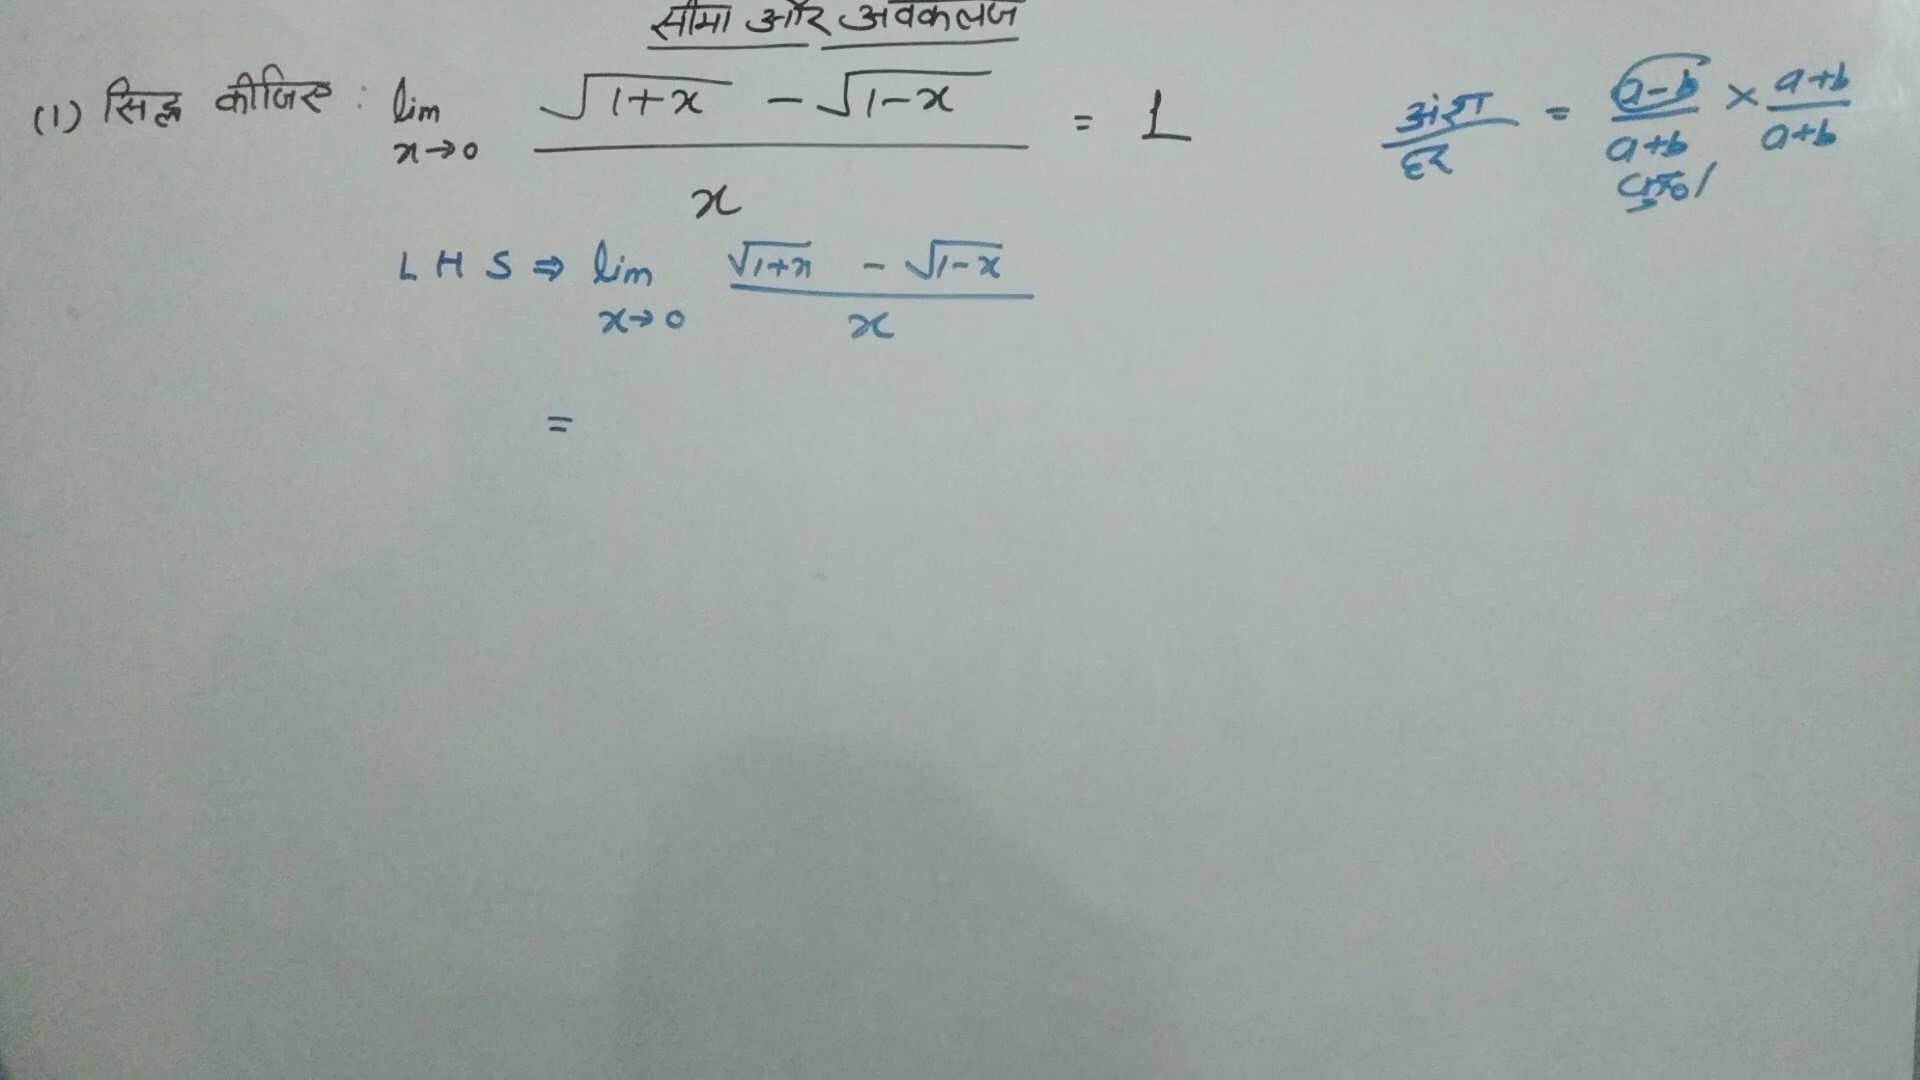 सीमा और अवकलज
(1) सिद्ध कीजिए : lim x→0 (√1+x - √1-x) / x = 1
अंश / हर = (a-b) / (a+b) × (a+b) / (a+b)
LHS ⇒ lim x→0 (√1+x - √1-x) / x
=